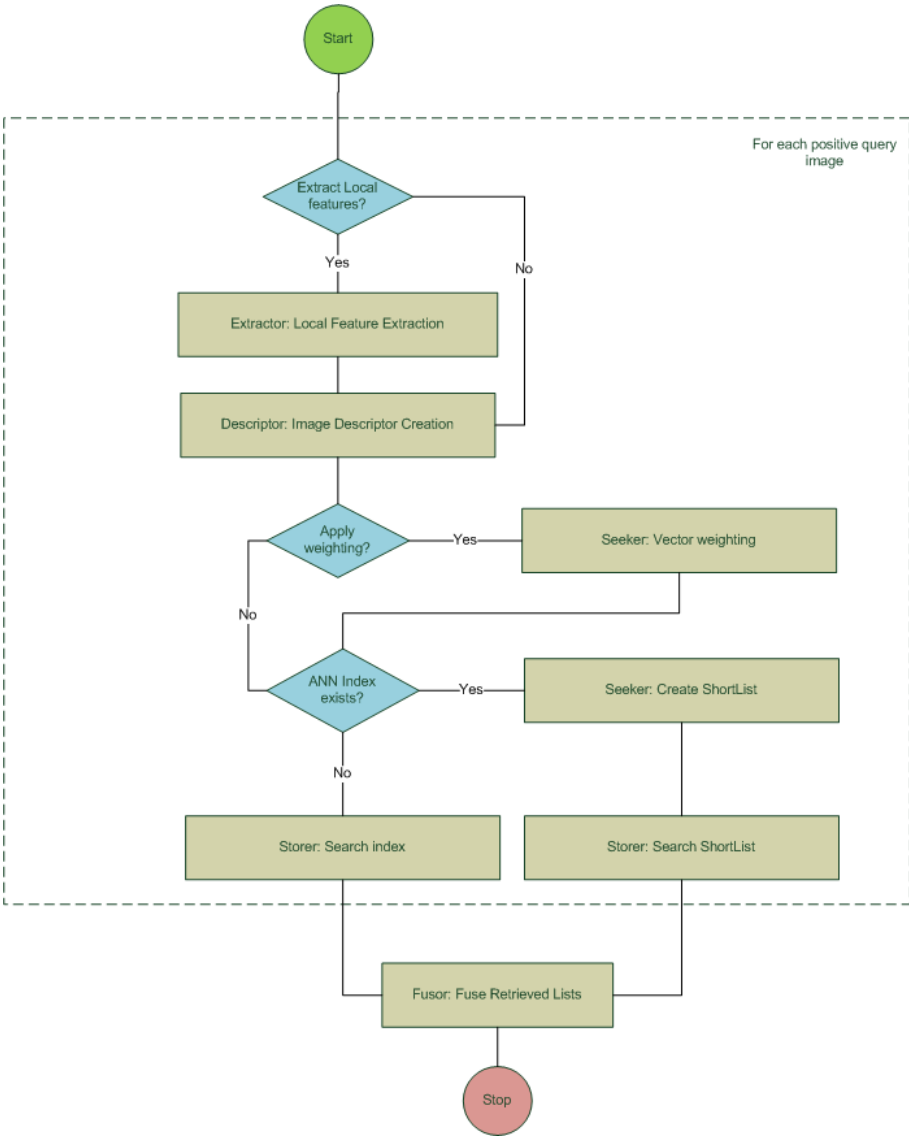 Start
For each positive query
image
Extract Local
features?
Yes
No
Extractor: Local Feature Extraction
Descriptor: Image Descriptor Creation
Apply
weighting?
Yes
Seeker: Vector weighting
No
ANN Index
exists?
Yes
Seeker: Create ShortList
No
Storer: Search index
Storer: Search ShortList
Fusor: Fuse Retrieved Lists
Stop